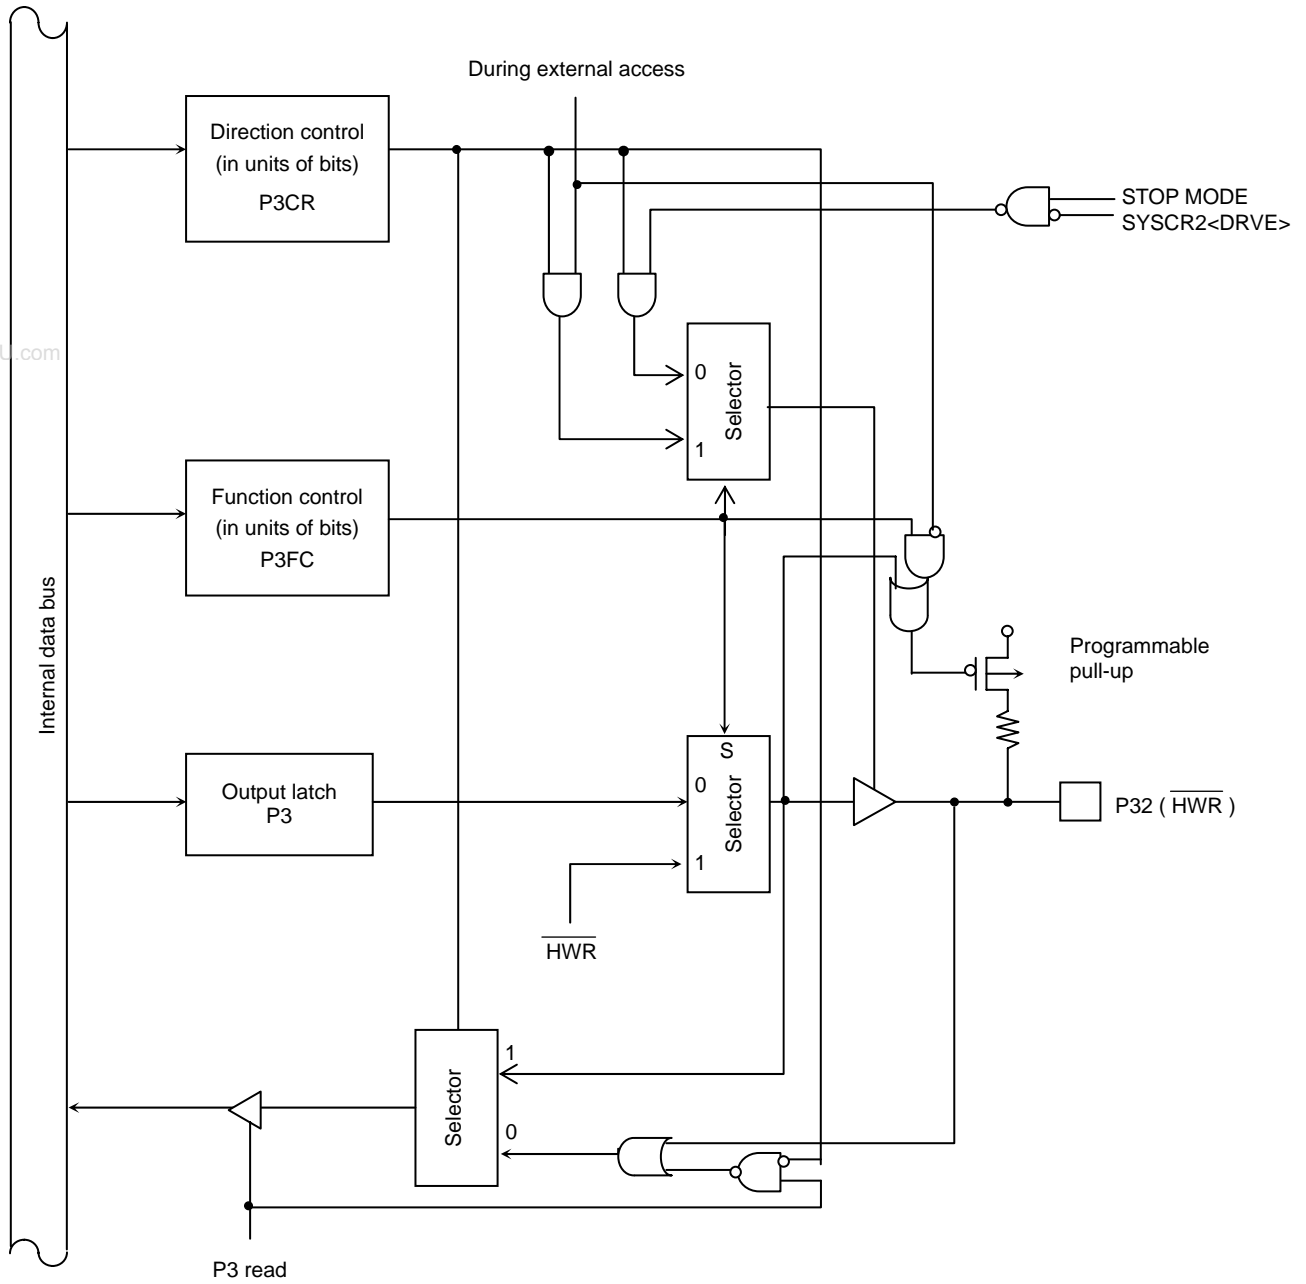 During external access
Direction control
(in units of bits)
P3CR
STOP MODE
SYSCR2<DRVE>
0
1
Selector
U.com
Function control
(in units of bits)
P3FC
Internal data bus
Programmable
pull-up
S
0
1
Selector
Output latch
P3
P32 ( HWR )
HWR
1
0
Selector
P3 read